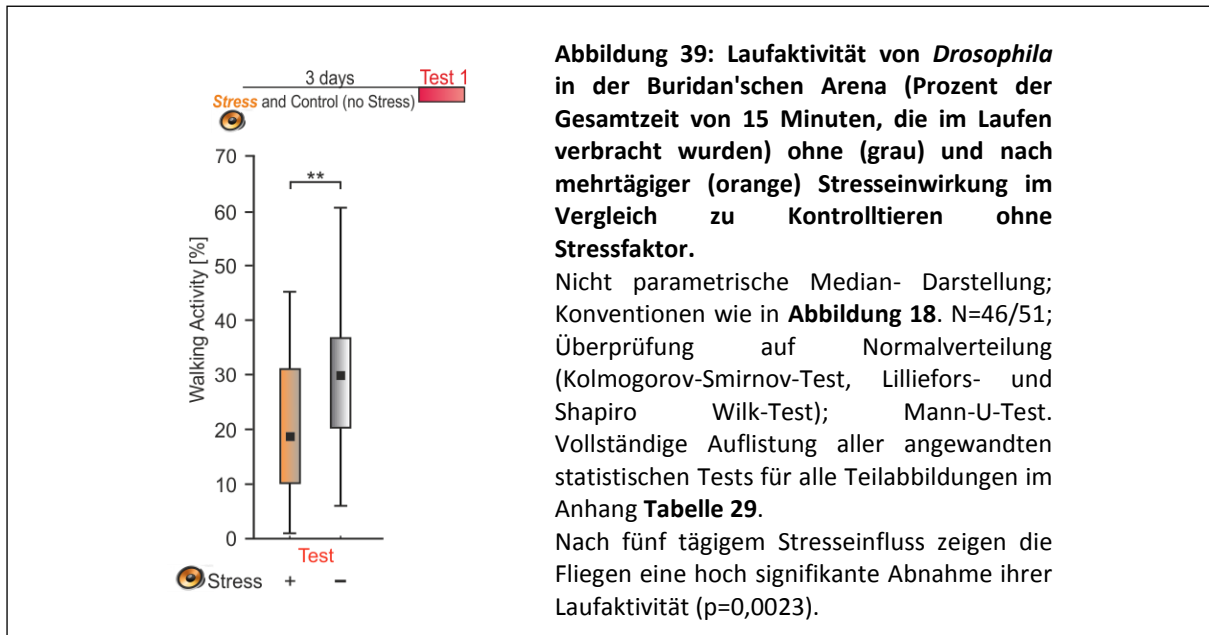 3 days Test 1
Stress and Control (no Stress)
70
60
50
40
30
20
10
0
Walking Activity [%]
**
Test
Stress + −
Abbildung 39: Laufaktivität von Drosophila
in der Buridan'schen Arena (Prozent der
Gesamtzeit von 15 Minuten, die im Laufen
verbracht wurden) ohne (grau) und nach
mehrtägiger (orange) Stresseinwirkung im
Vergleich zu Kontrolltieren ohne
Stressfaktor.
Nicht parametrische Median- Darstellung;
Konventionen wie in Abbildung 18. N=46/51;
Überprüfung auf Normalverteilung
(Kolmogorov-Smirnov-Test, Lilliefors- und
Shapiro Wilk-Test); Mann-U-Test.
Vollständige Auflistung aller angewandten
statistischen Tests für alle Teilabbildungen im
Anhang Tabelle 29.
Nach fünf tägigem Stresseinfluss zeigen die
Fliegen eine hoch signifikante Abnahme ihrer
Laufaktivität (p=0,0023).